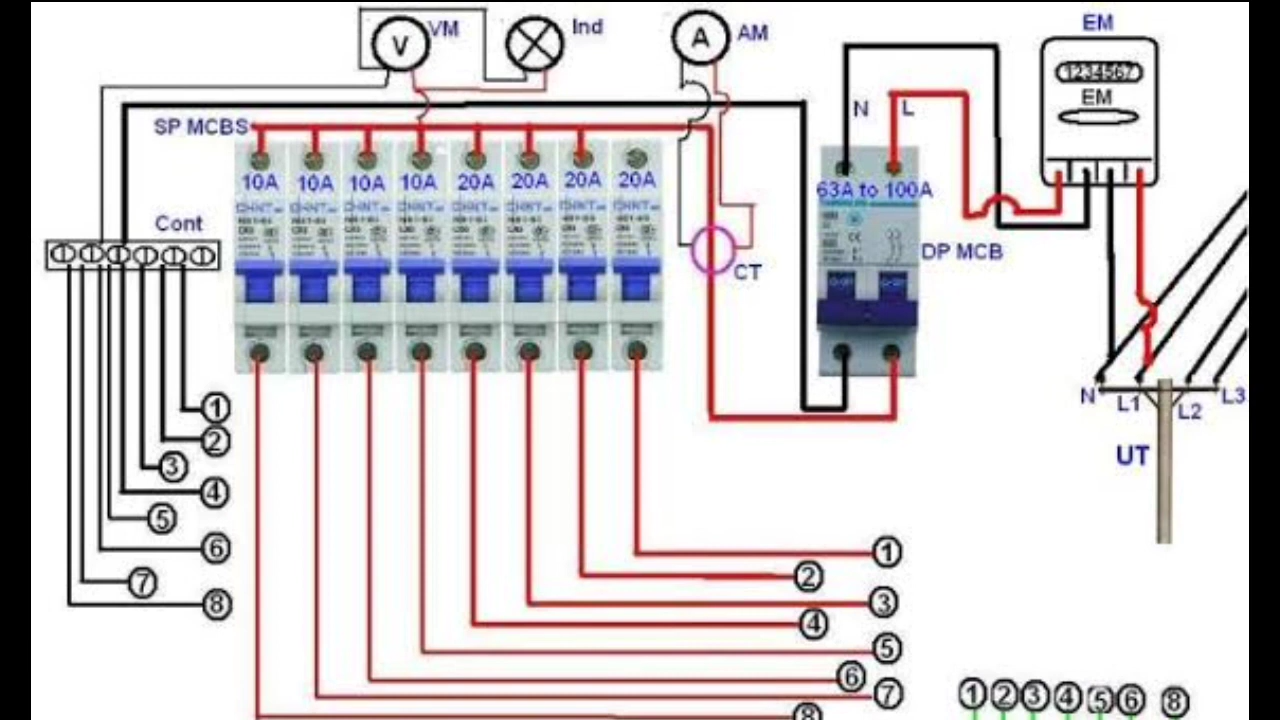 VM
Ind
AM
EM
V
A
1234567
EM
N
L
SP MCBS
10A
10A
10A
10A
20A
20A
20A
20A
63A to 100A
Cont
CT
DP MCB
N
L1
L2
L3
UT
1
2
3
4
5
6
7
8
1
2
3
4
5
6
7
8
1 2 3 4 5 6 8